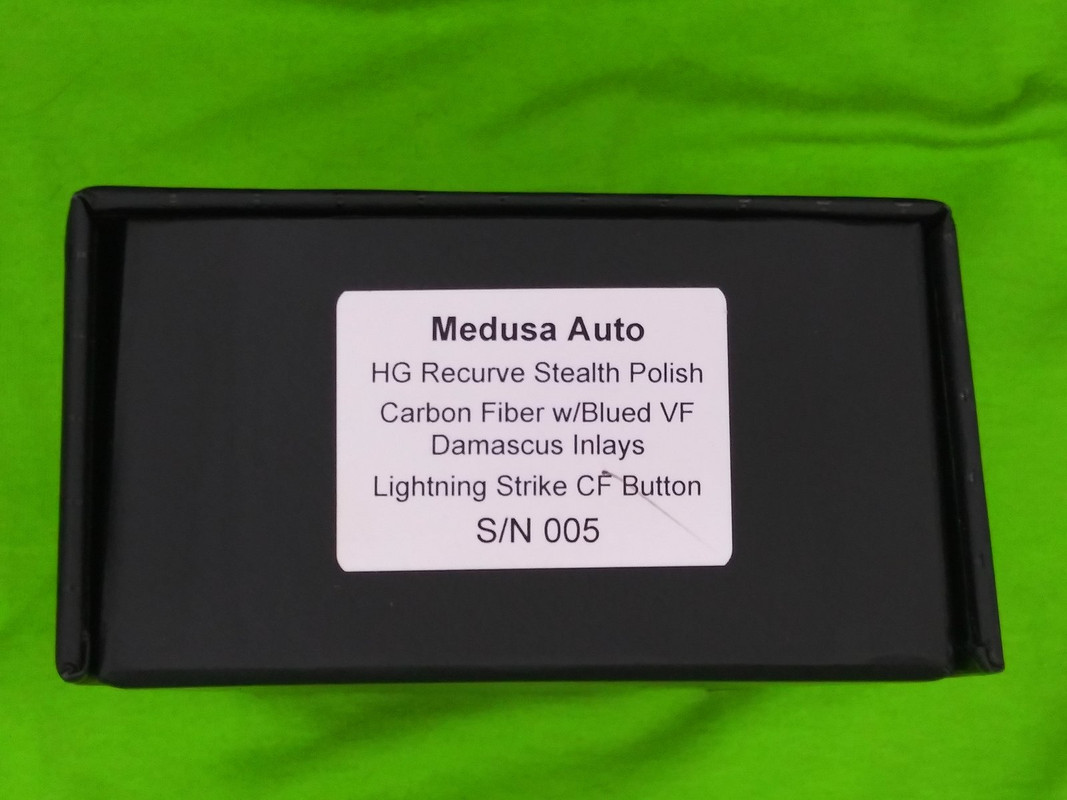 Medusa Auto
HG Recurve Stealth Polish
Carbon Fiber w/Blued VF
Damascus Inlays
Lightning Strike CF Button
S/N 005